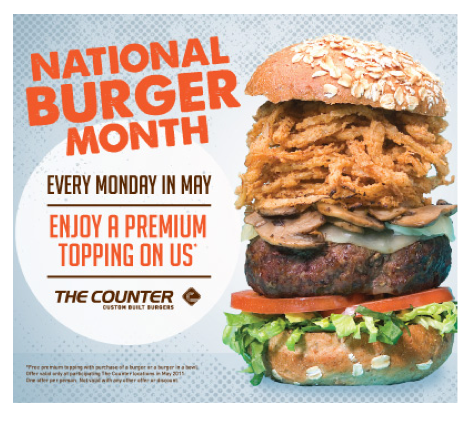 NATIONAL
BURGER
MONTH
EVERY MONDAY IN MAY
ENJOY A PREMIUM
TOPPING ON US*
THE COUNTER
CUSTOM BUILT BURGERS
*Free premium topping with purchase of a burger or a burger in a bowl.
Offer valid only at participating The Counter locations in May 2011.
One offer per person. Not valid with any other offer or discount.